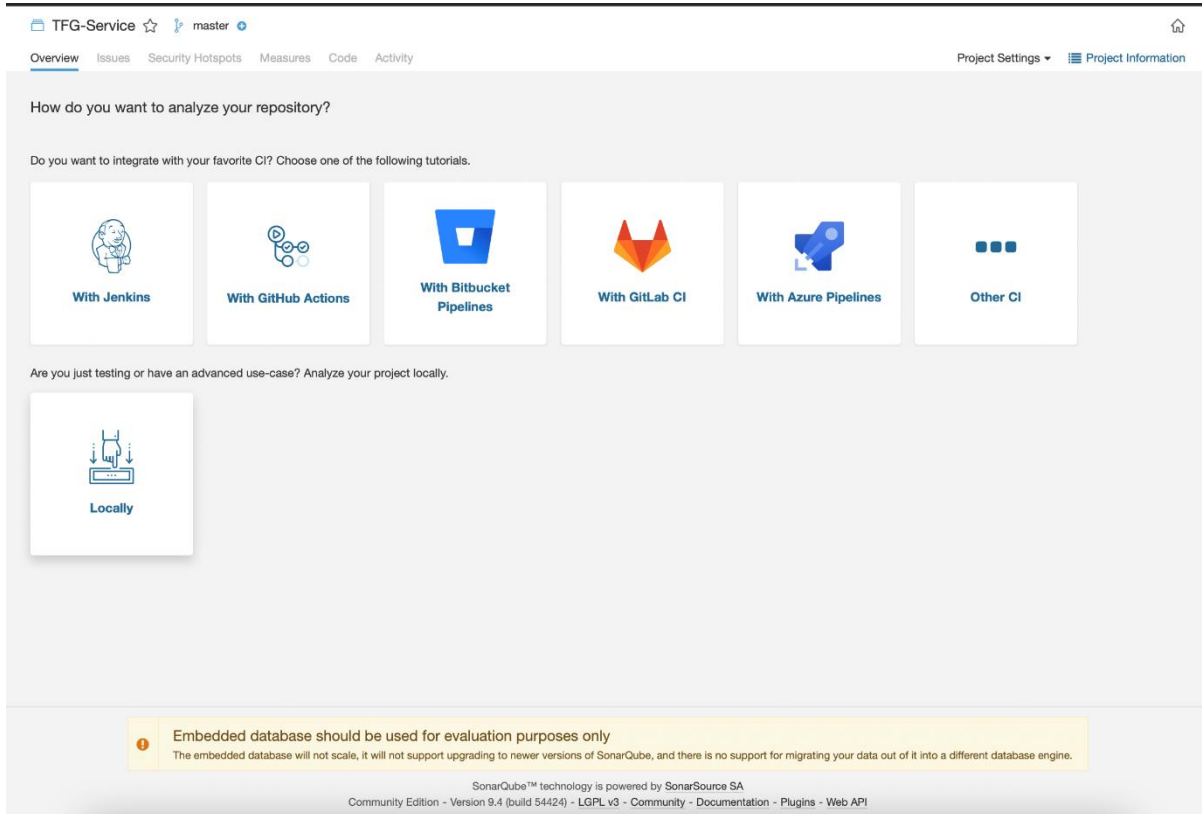 TFG-Service master
Overview Issues Security Hotspots Measures Code Activity Project Settings Project Information
How do you want to analyze your repository?
Do you want to integrate with your favorite CI? Choose one of the following tutorials.
With Jenkins
With GitHub Actions
With Bitbucket
Pipelines
With GitLab CI
With Azure Pipelines
Other CI
Are you just testing or have an advanced use-case? Analyze your project locally.
Locally
Embedded database should be used for evaluation purposes only
The embedded database will not scale, it will not support upgrading to newer versions of SonarQube, and there is no support for migrating your data out of it into a different database engine.
SonarQube™ technology is powered by SonarSource SA
Community Edition - Version 9.4 (build 54424) - LGPL v3 - Community - Documentation - Plugins - Web API